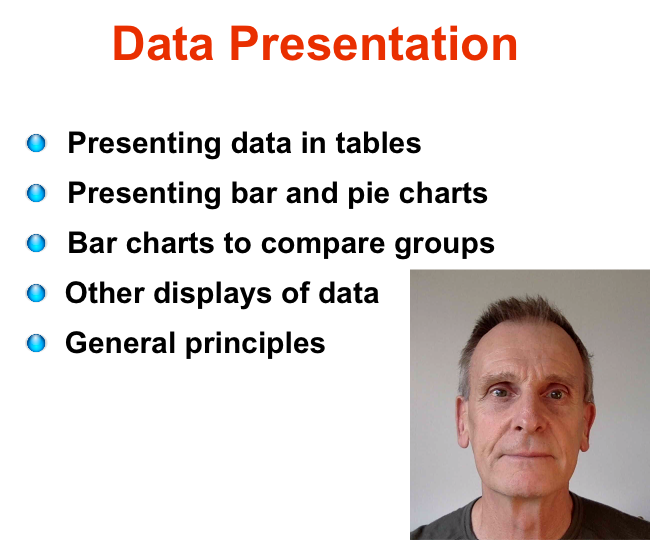 Data Presentation
Presenting data in tables
Presenting bar and pie charts
Bar charts to compare groups
Other displays of data
General principles